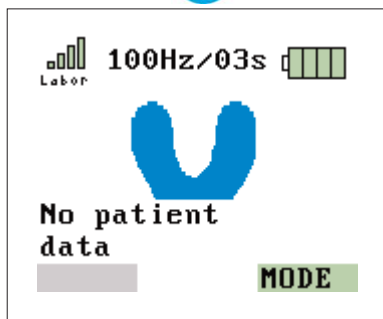 100Hz/03s
Labor
No patient
data
MODE